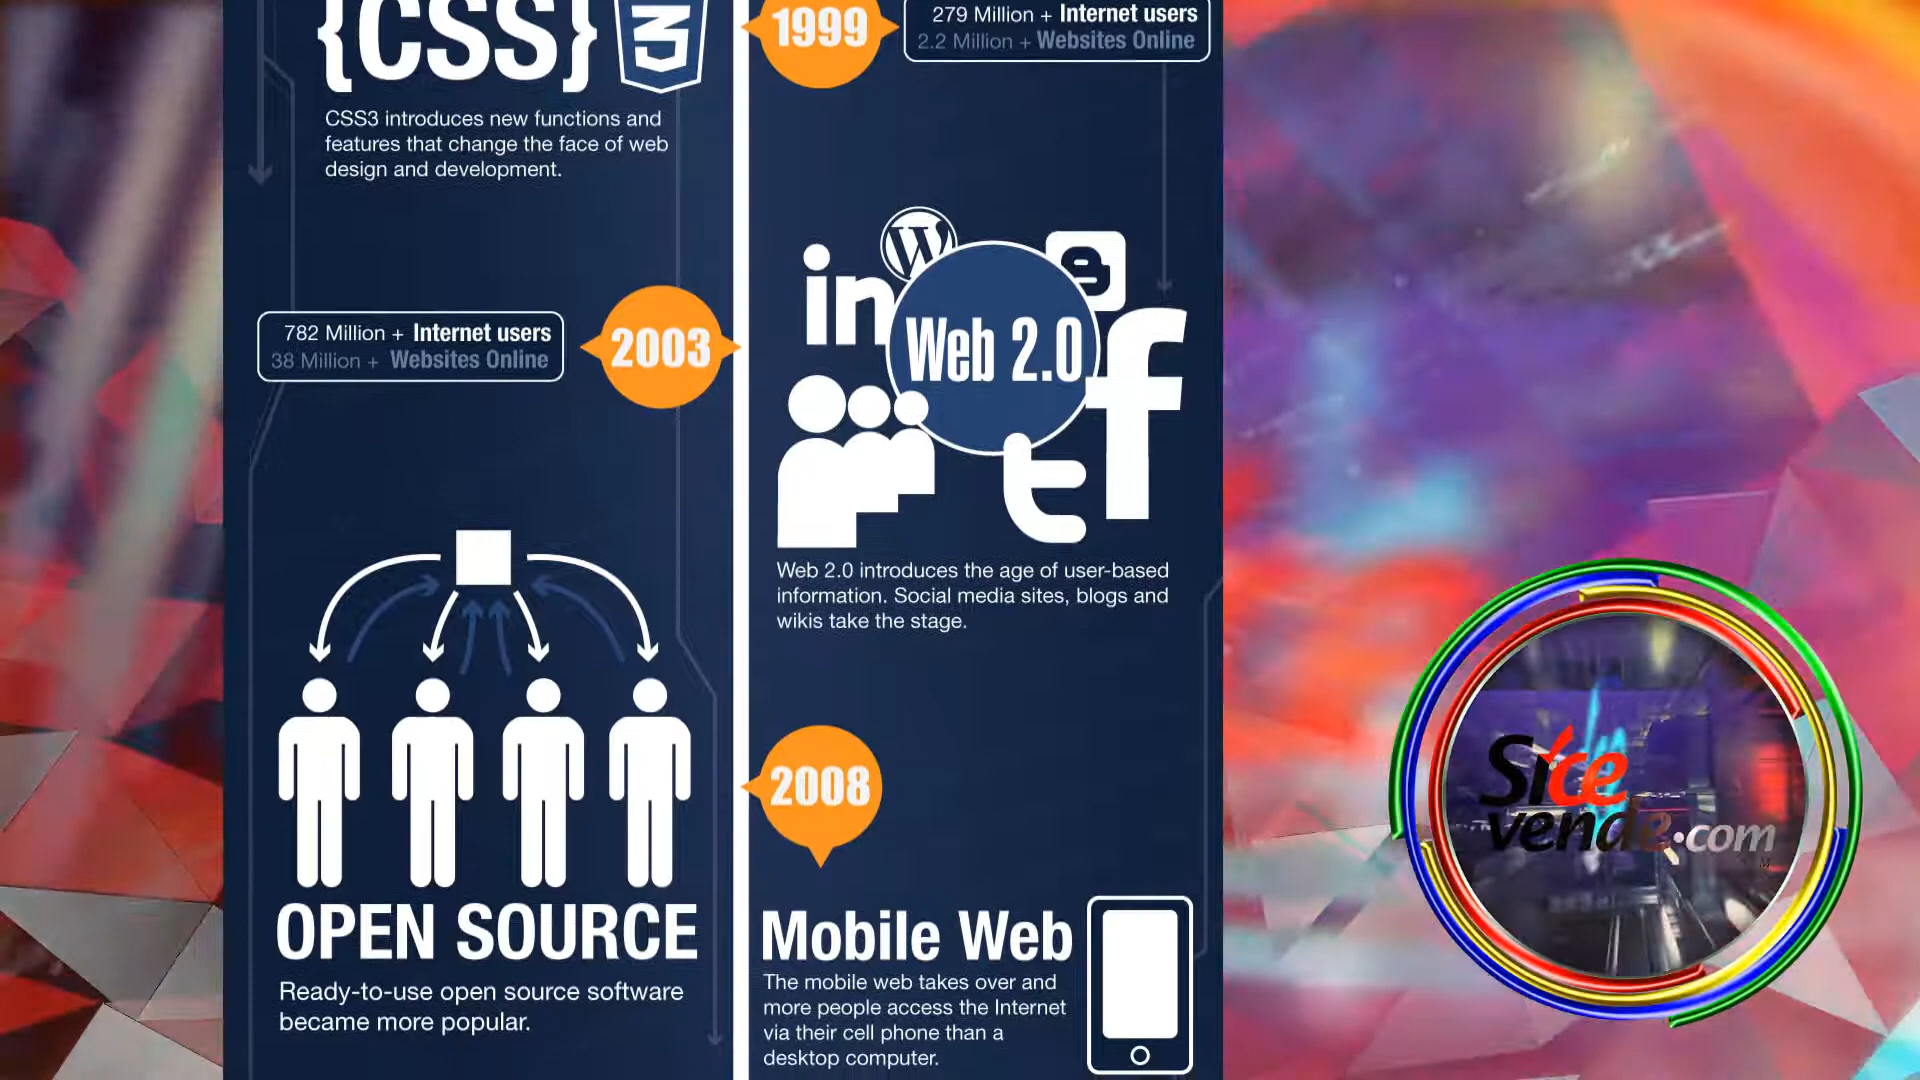 {CSS}
3
CSS3 introduces new functions and
features that change the face of web
design and development.
1999
279 Million + Internet users
2.2 Million + Websites Online
782 Million + Internet users
38 Million + Websites Online
2003
in
W
B
Web 2.0
f
t
Web 2.0 introduces the age of user-based
information. Social media sites, blogs and
wikis take the stage.
OPEN SOURCE
Ready-to-use open source software
became more popular.
2008
Mobile Web
The mobile web takes over and
more people access the Internet
via their cell phone than a
desktop computer.
Sice
vende.com